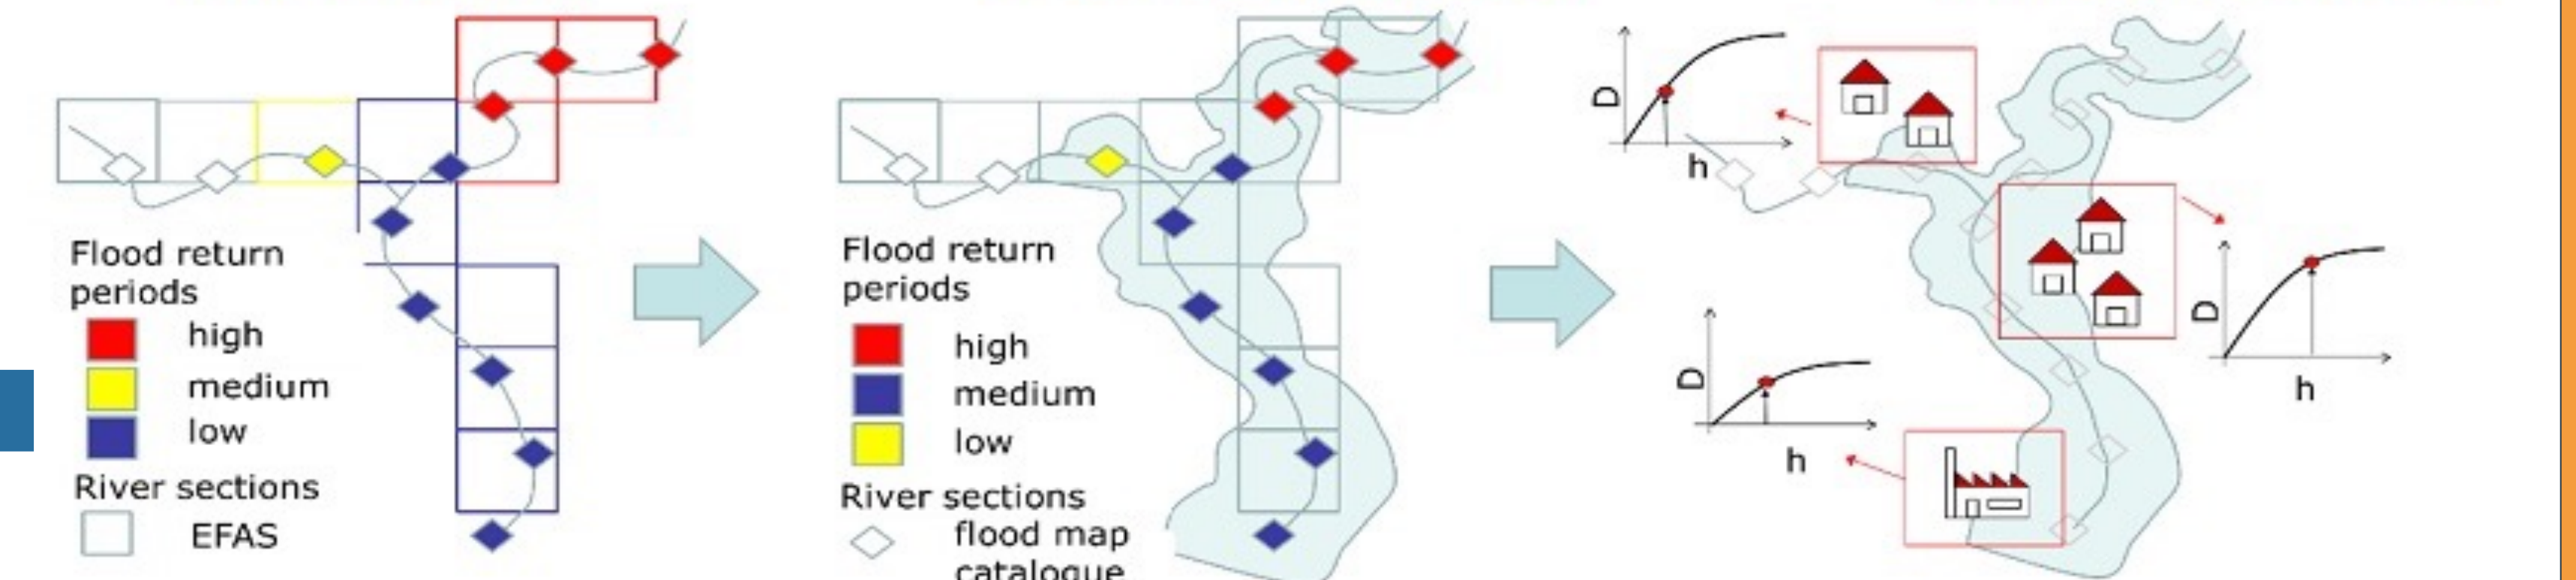 Flood return
periods
high
medium
low
River sections
EFAS
Flood return
periods
high
medium
low
River sections
flood map
catalogue
D
h
D
h
D
h